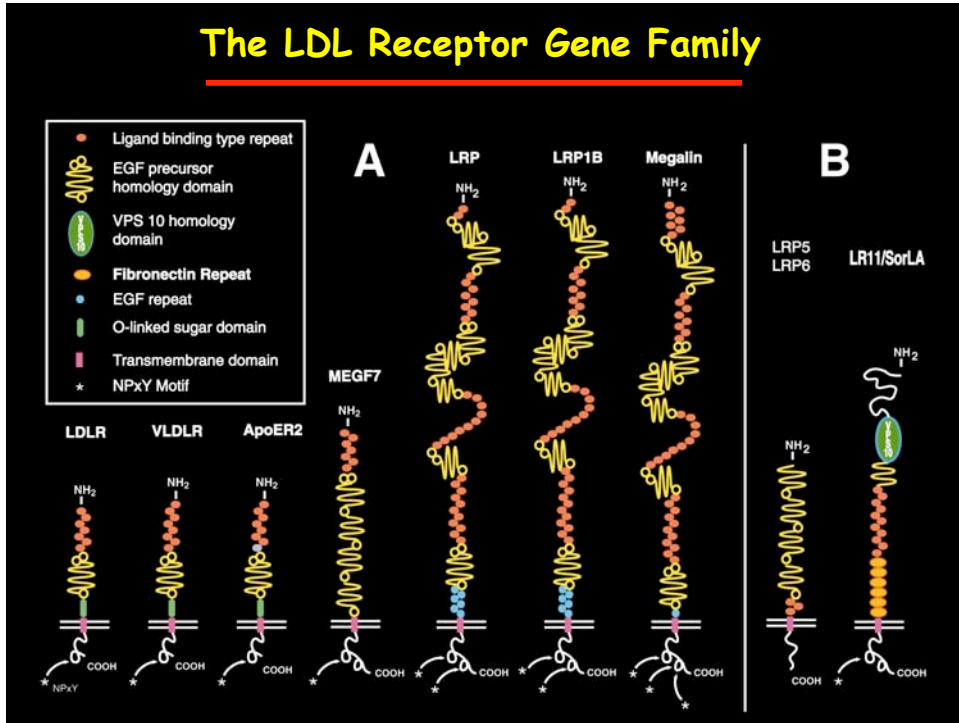 The LDL Receptor Gene Family
Ligand binding type repeat
EGF precursor
homology domain
VPS10
VPS 10 homology
domain
Fibronectin Repeat
EGF repeat
O-linked sugar domain
Transmembrane domain
* NPxY Motif
A
B
LDLR
NH2
COOH
* NPxY
VLDLR
NH2
COOH
*
ApoER2
NH2
COOH
*
MEGF7
NH2
COOH
*
LRP
NH2
COOH
*
*
LRP1B
NH2
COOH
*
*
Megalin
NH2
COOH
*
*
*
LRP5
LRP6
NH2
COOH
LR11/SorLA
NH2
VPS10
COOH
*